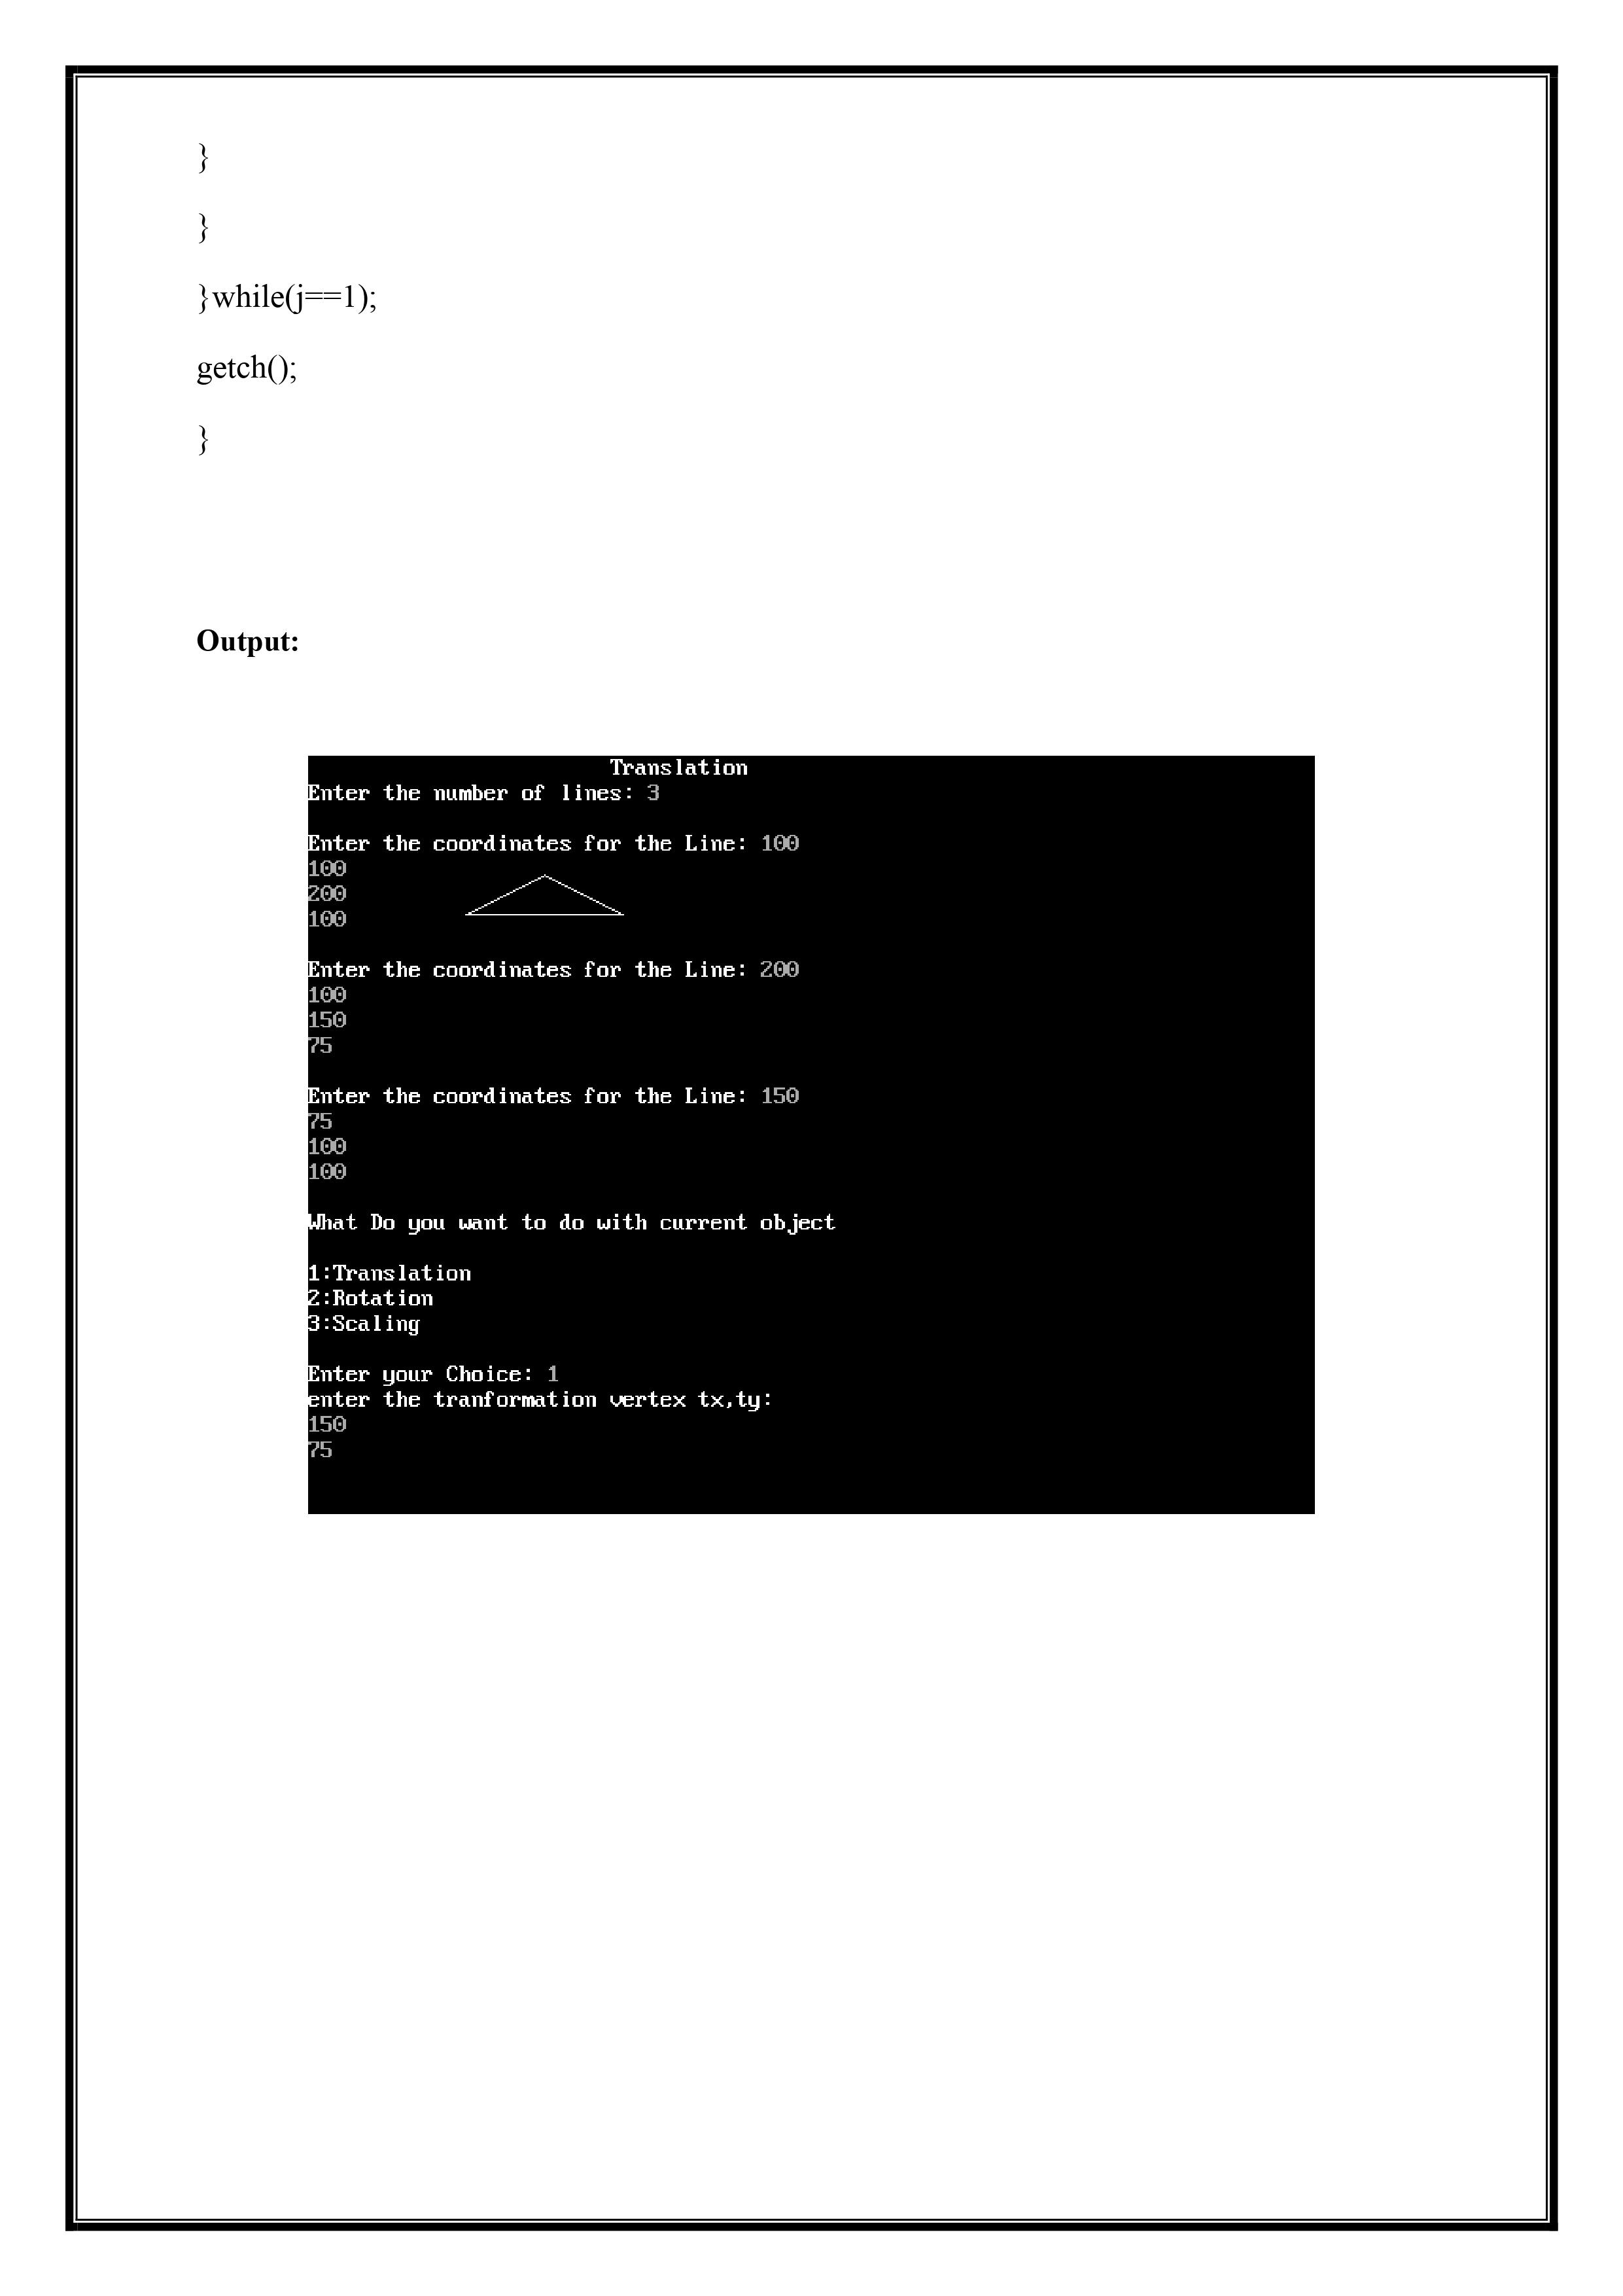 }
}
}while(j==1);
getch();
}
Output:
Translation
Enter the number of lines: 3
Enter the coordinates for the Line: 100
100
200
100
Enter the coordinates for the Line: 200
100
150
75
Enter the coordinates for the Line: 150
75
100
100
What Do you want to do with current object
1:Translation
2:Rotation
3:Scaling
Enter your Choice: 1
enter the tranformation vertex tx,ty:
150
75